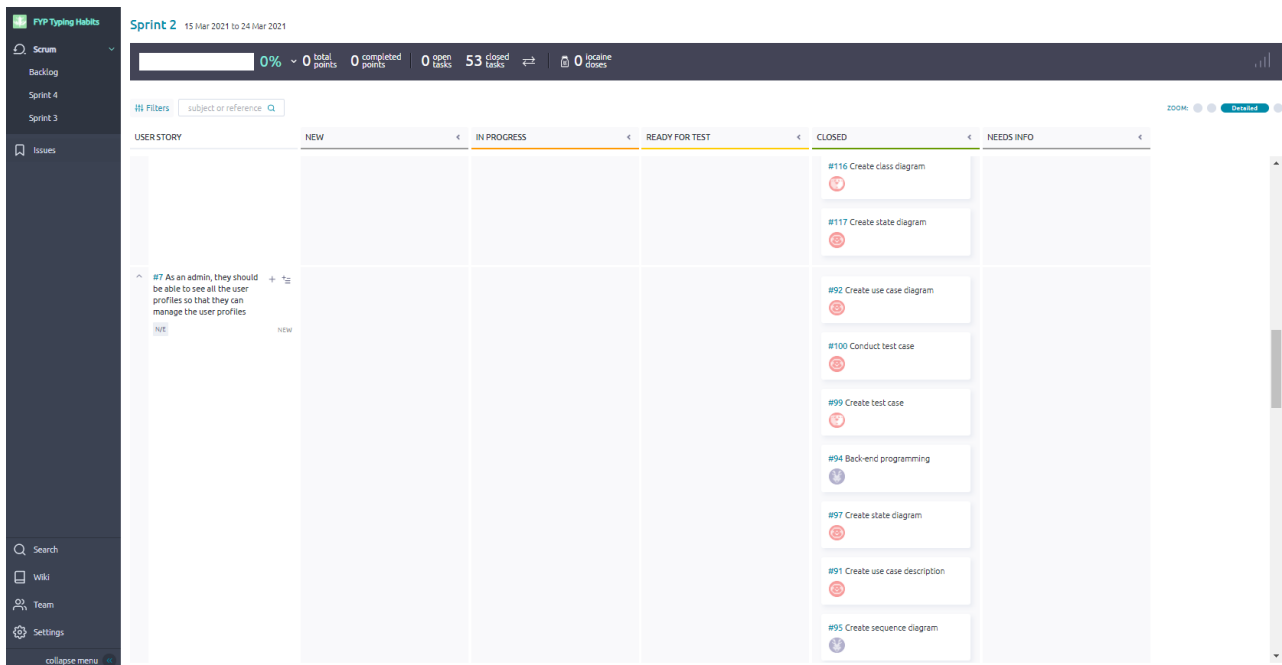 FYP Typing Habits
Scrum
Backlog
Sprint 4
Sprint 3
Issues
Search
Wiki
Team
Settings
collapse menu
Sprint 2 15 Mar 2021 to 24 Mar 2021
0% 0 total points 0 completed points 0 open tasks 53 closed tasks 0 iocaine doses
Filters subject or reference
ZOOM: Detailed
USER STORY NEW IN PROGRESS READY FOR TEST CLOSED NEEDS INFO
#116 Create class diagram
#117 Create state diagram
#7 As an admin, they should
be able to see all the user
profiles so that they can
manage the user profiles
N/E NEW
#92 Create use case diagram
#100 Conduct test case
#99 Create test case
#94 Back-end programming
#97 Create state diagram
#91 Create use case description
#95 Create sequence diagram